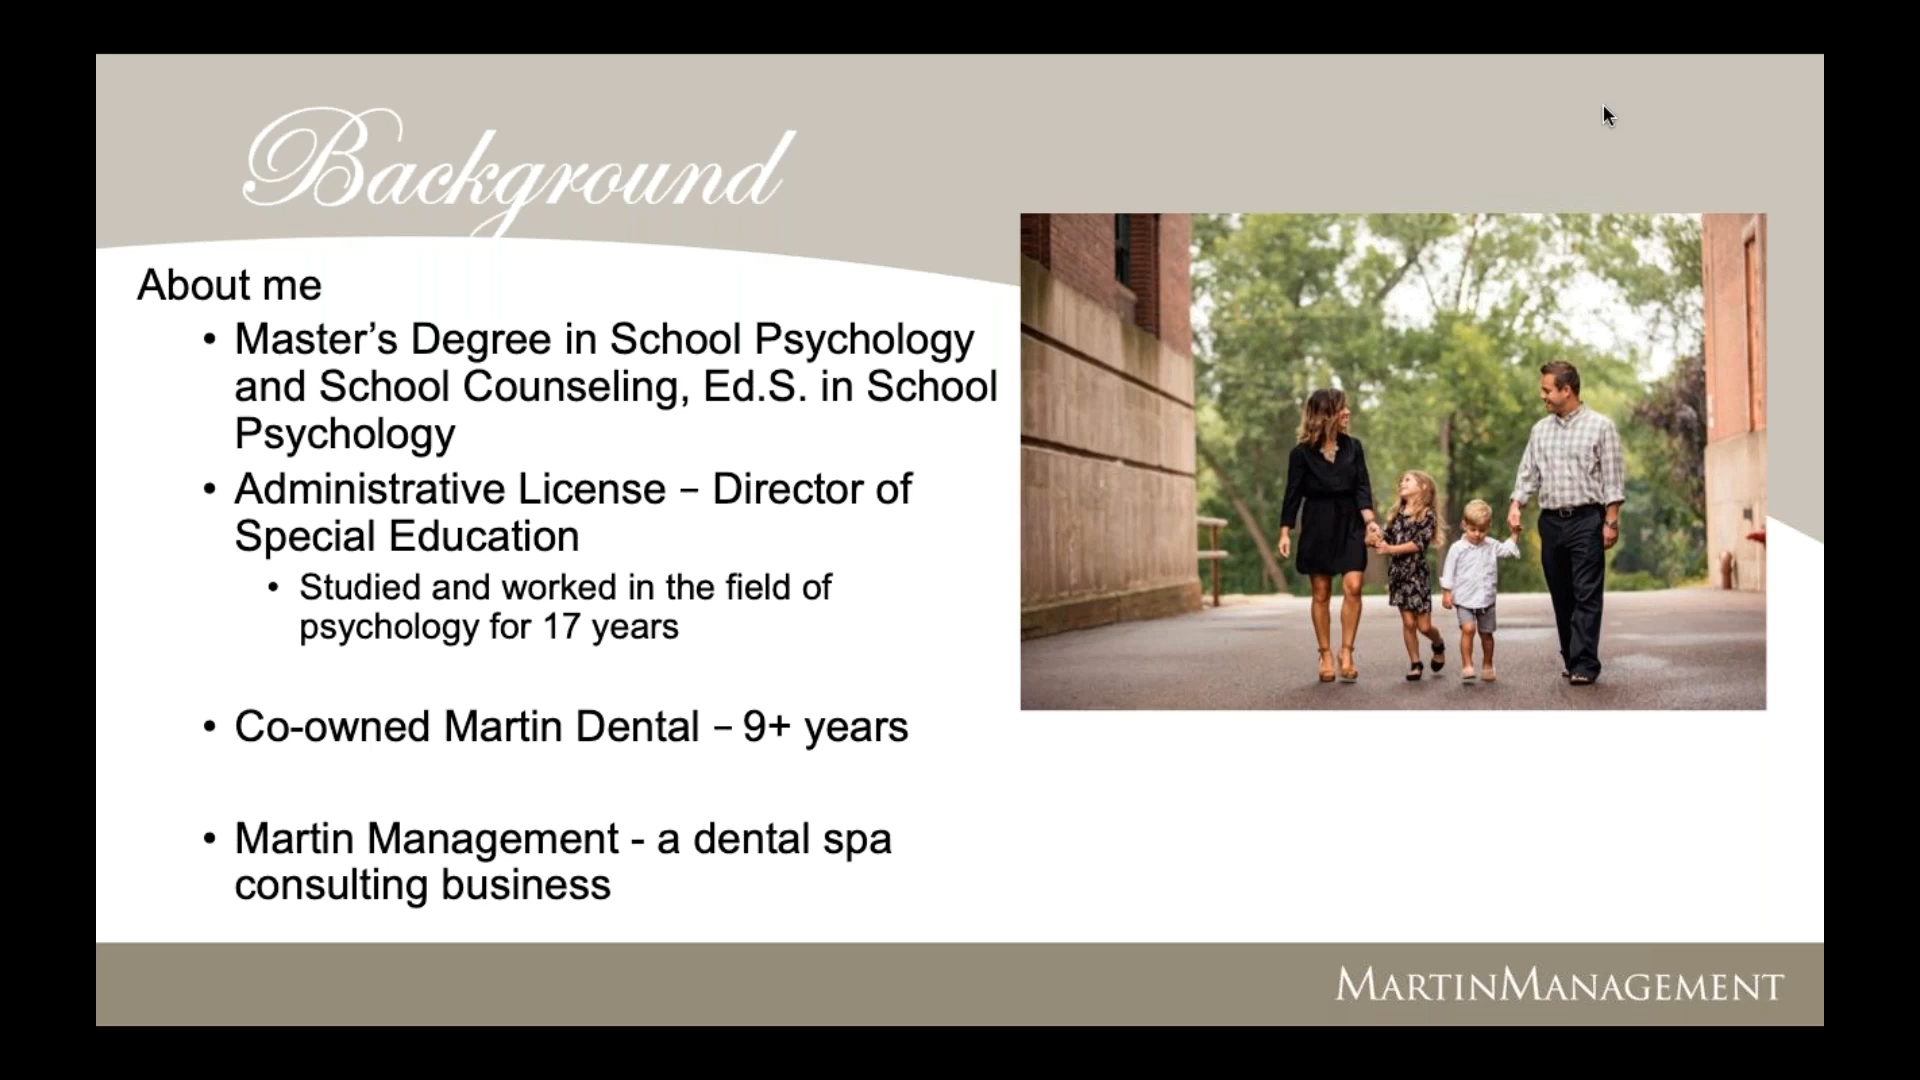 Background
About me
• Master’s Degree in School Psychology
and School Counseling, Ed.S. in School
Psychology
• Administrative License – Director of
Special Education
• Studied and worked in the field of
psychology for 17 years
• Co-owned Martin Dental – 9+ years
• Martin Management - a dental spa
consulting business
MARTINMANAGEMENT